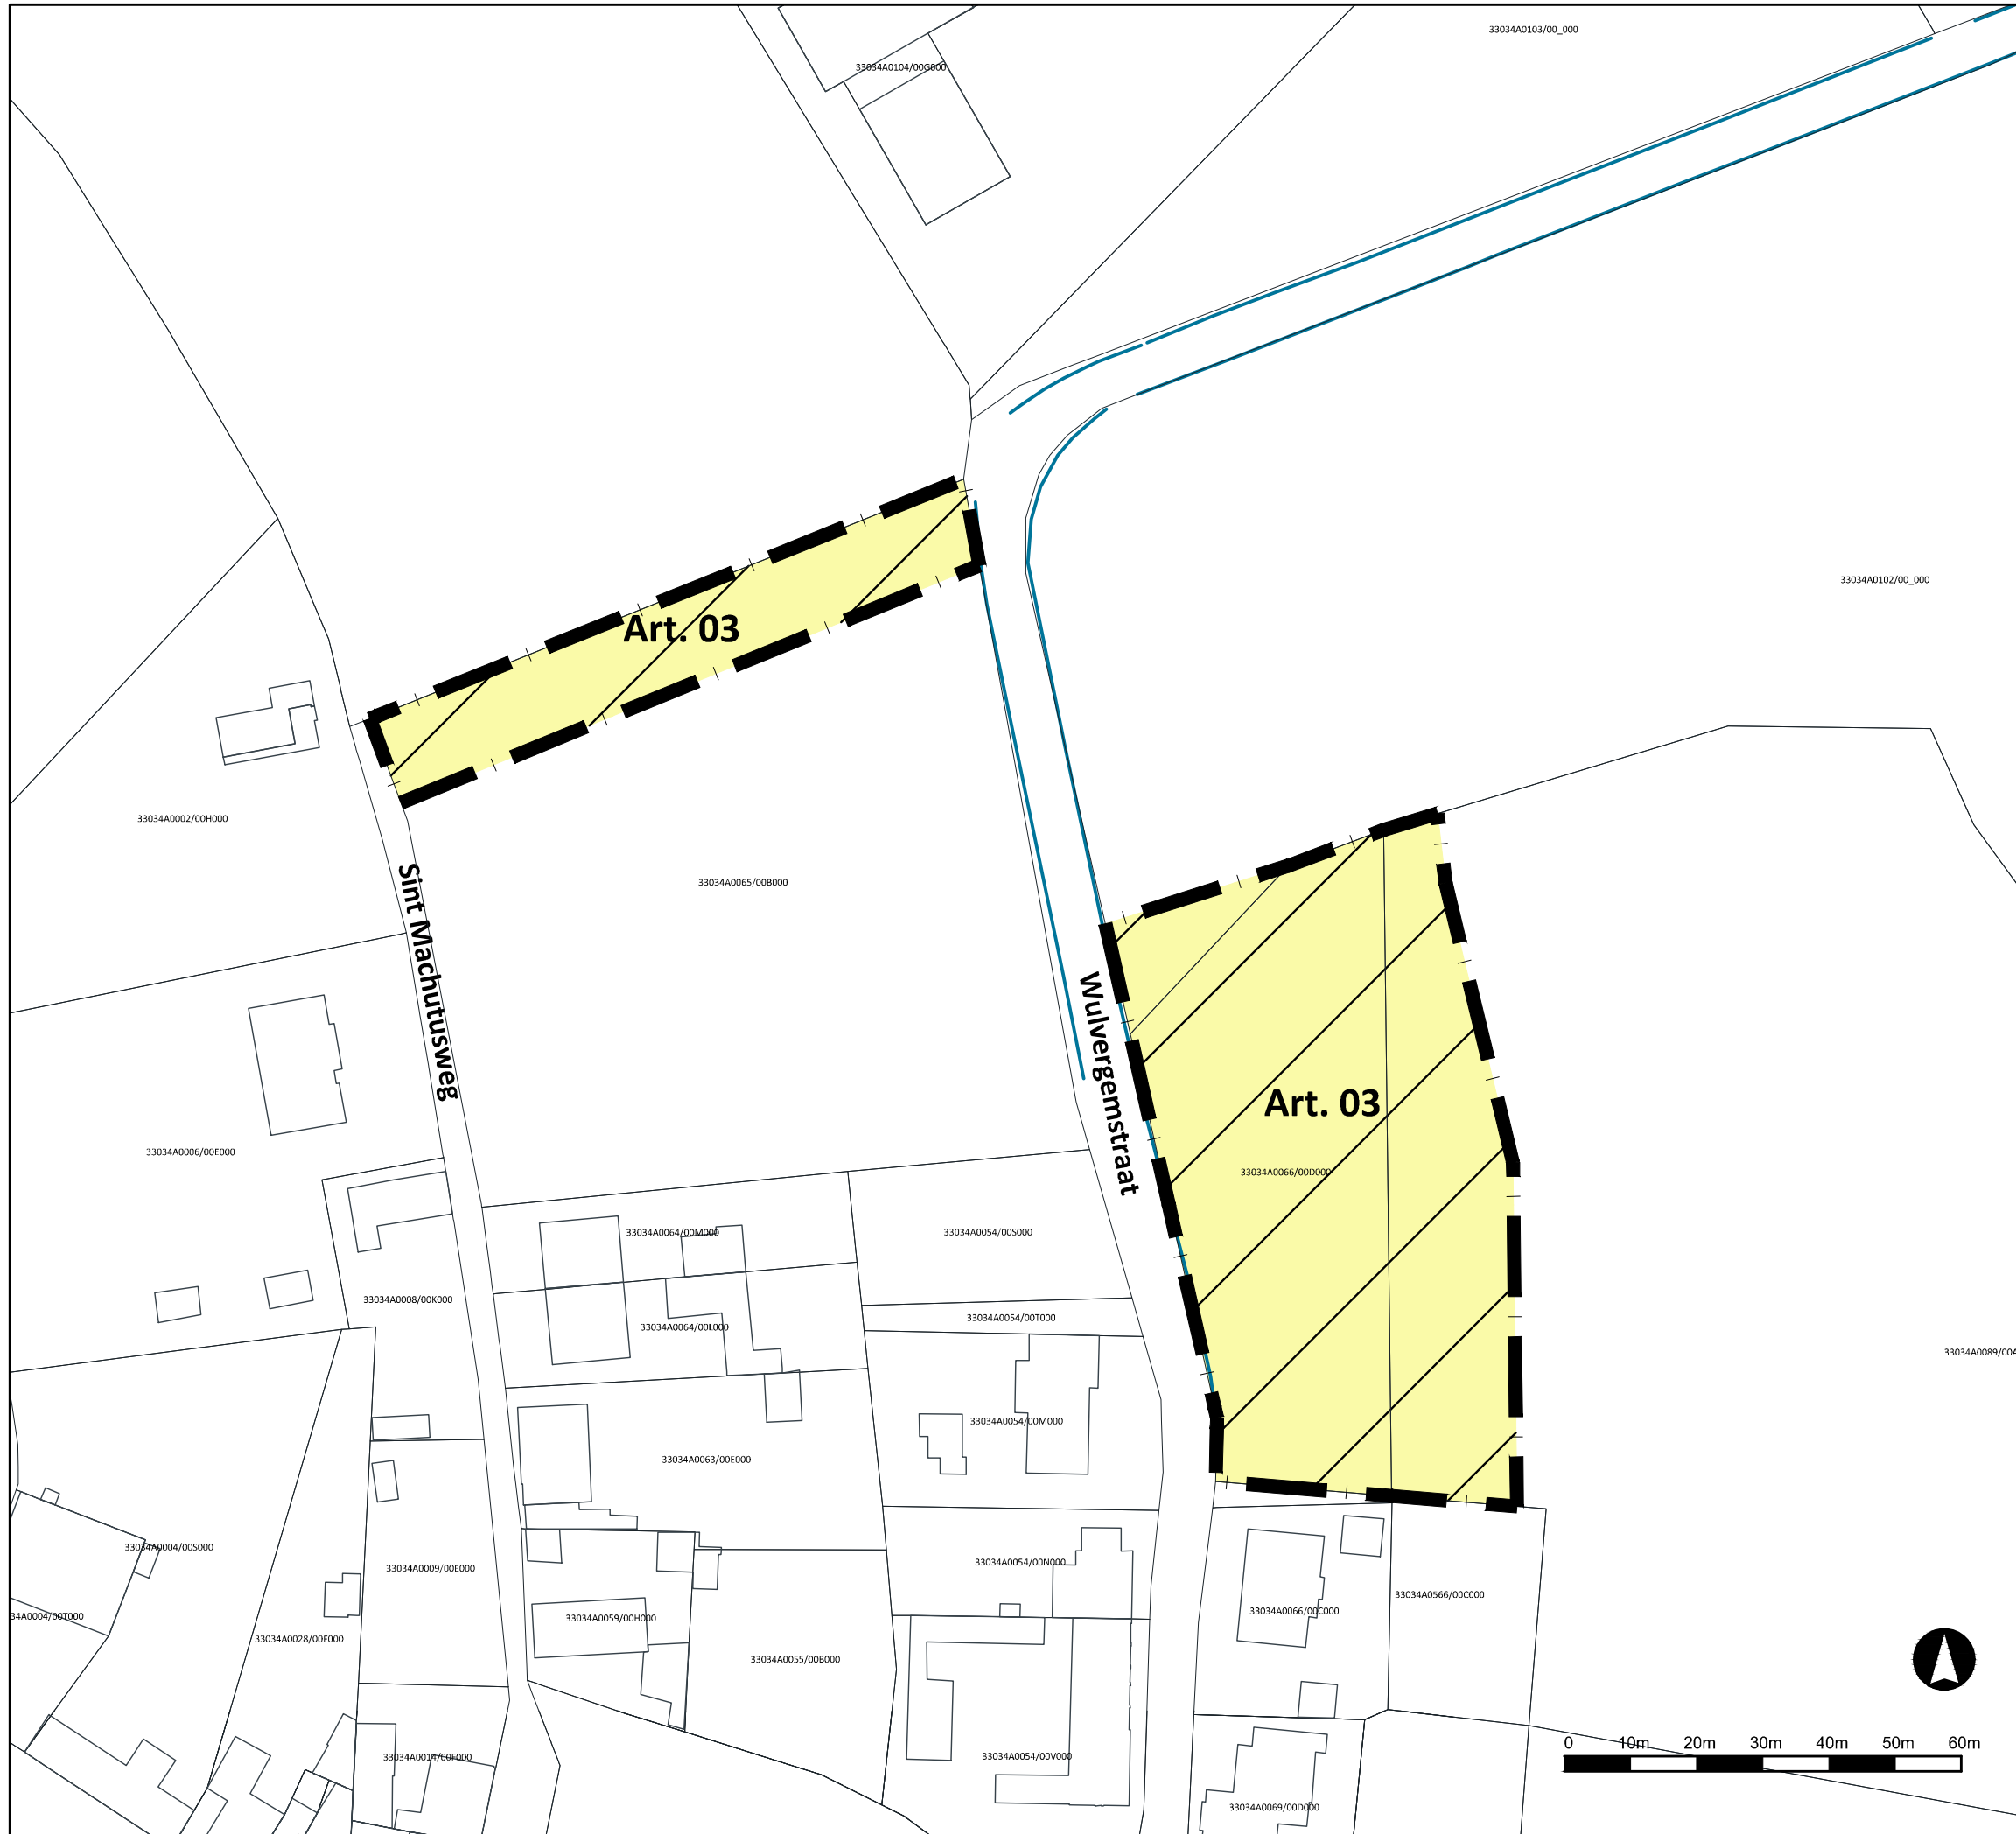 33034A0103/00_000
33034A0104/00G000
33034A0102/00_000
Art. 03
33034A0002/00H000
33034A0065/00B000
Sint Machutusweg
Wulvergemstraat
Art. 03
33034A0006/00E000
33034A0066/00D000
33034A0064/00M000
33034A0054/00S000
33034A0008/00K000
33034A0054/00T000
33034A0064/00L000
33034A0089/00A
33034A0054/00M000
33034A0063/00E000
33034A0004/00S000
33034A0054/00N000
33034A0009/00E000
33034A0566/00C000
33034A0066/00C000
34A0004/00T000
33034A0059/00H000
33034A0028/00F000
33034A0055/00B000
0 10m 20m 30m 40m 50m 60m
33034A0014/00F000
33034A0054/00V000
33034A0069/00D000